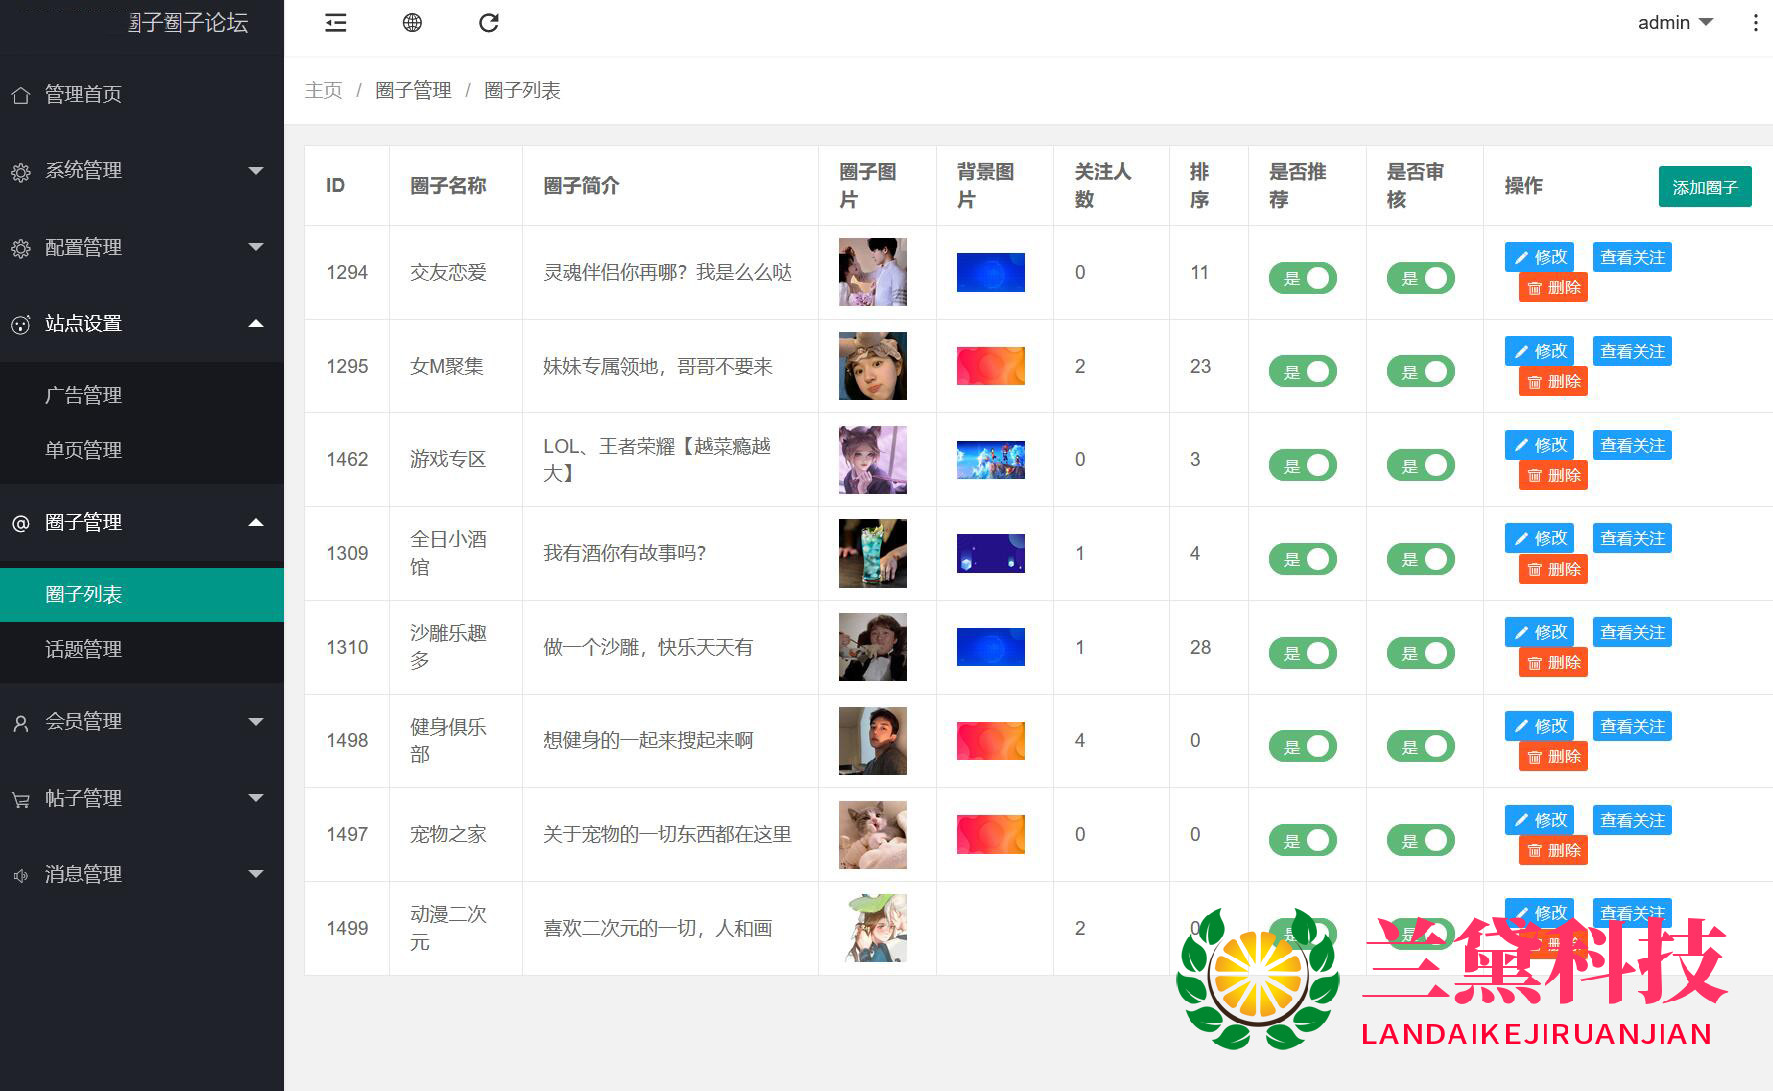 圈子圈子论坛
admin
管理首页
系统管理
配置管理
站点设置
广告管理
单页管理
圈子管理
圈子列表
话题管理
会员管理
帖子管理
消息管理
主页 / 圈子管理 / 圈子列表
ID 圈子名称 圈子简介 圈子图片 背景图片 关注人数 排序 是否推荐 是否审核 操作 添加圈子
1294 交友恋爱 灵魂伴侣你再哪？我是么么哒 0 11 是 是 修改 查看关注
删除
1295 女M聚集 妹妹专属领地，哥哥不要来 2 23 是 是 修改 查看关注
删除
1462 游戏专区 LOL、王者荣耀【越菜瘾越大】 0 3 是 是 修改 查看关注
删除
1309 全日小酒馆 我有酒你有故事吗？ 1 4 是 是 修改 查看关注
删除
1310 沙雕乐趣多 做一个沙雕，快乐天天有 1 28 是 是 修改 查看关注
删除
1498 健身俱乐部 想健身的一起来搜起来啊 4 0 是 是 修改 查看关注
删除
1497 宠物之家 关于宠物的一切东西都在这里 0 0 是 是 修改 查看关注
删除
1499 动漫二次元 喜欢二次元的一切，人和画 2 0 是 是 修改 查看关注
删除
兰黛科技
LANDAIKEJIRUANJIAN